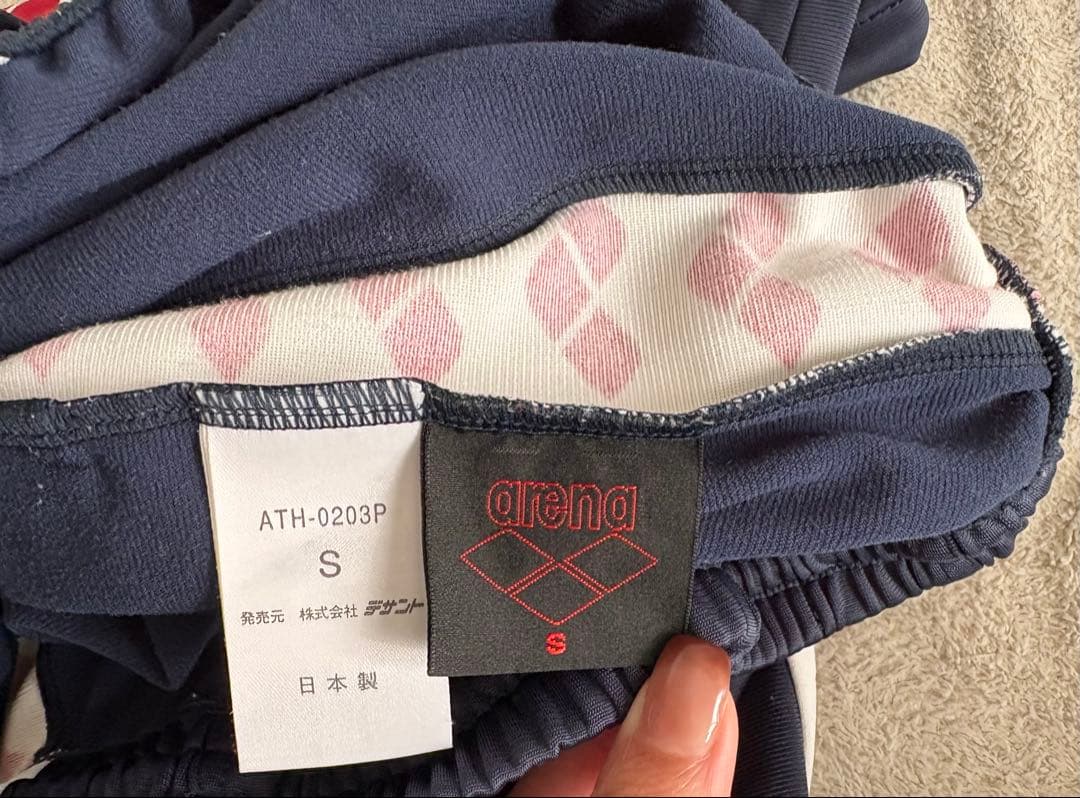 ATH-0203P
S
発売元 株式会社 デサント
日本製
arena
S